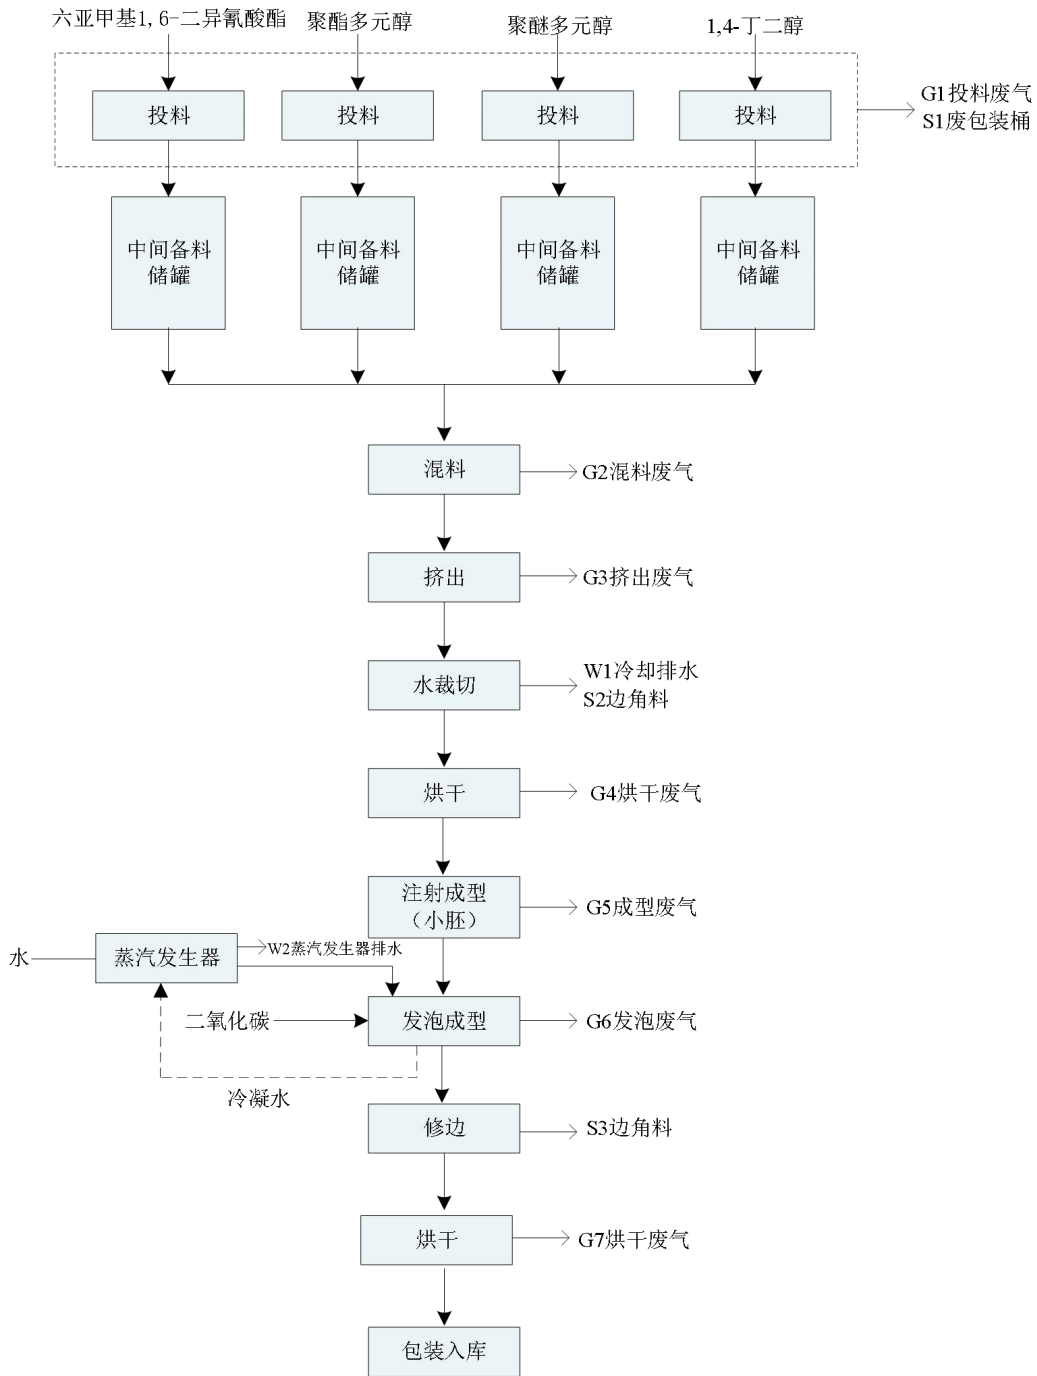 六亚甲基1, 6-二异氰酸酯
聚酯多元醇
聚醚多元醇
1,4-丁二醇
投料
投料
投料
投料
G1投料废气
S1废包装桶
中间备料
储罐
中间备料
储罐
中间备料
储罐
中间备料
储罐
混料
G2混料废气
挤出
G3挤出废气
水裁切
W1冷却排水
S2边角料
烘干
G4烘干废气
注射成型
（小胚）
G5成型废气
水
蒸汽发生器
W2蒸汽发生器排水
二氧化碳
发泡成型
G6发泡废气
冷凝水
修边
S3边角料
烘干
G7烘干废气
包装入库